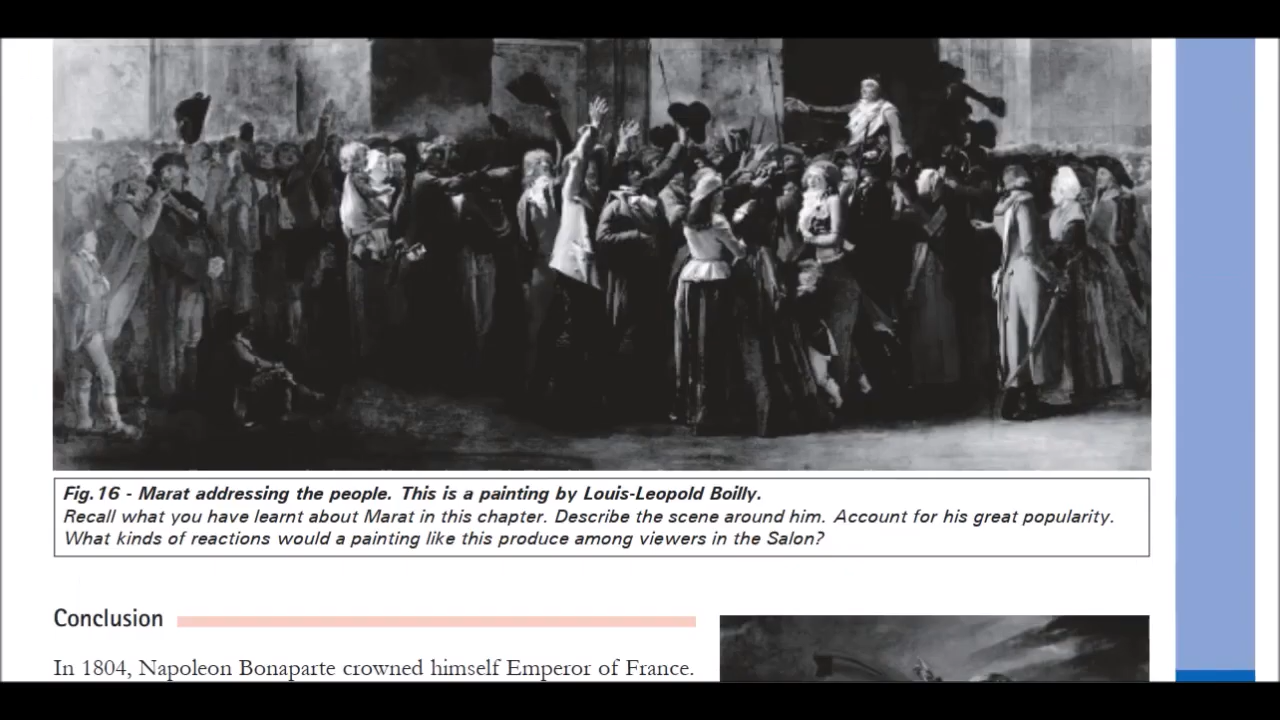 Fig.16 - Marat addressing the people. This is a painting by Louis-Leopold Boilly.
Recall what you have learnt about Marat in this chapter. Describe the scene around him. Account for his great popularity.
What kinds of reactions would a painting like this produce among viewers in the Salon?
Conclusion
In 1804, Napoleon Bonaparte crowned himself Emperor of France.